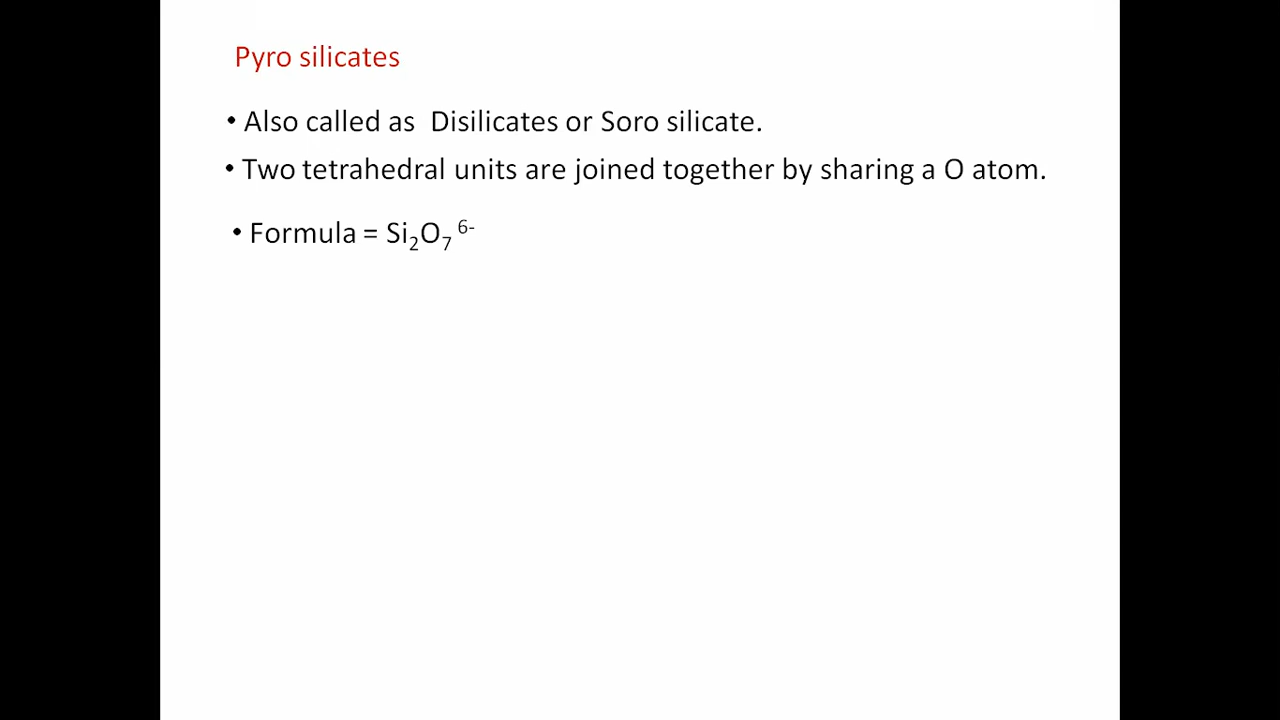 Pyro silicates
• Also called as  Disilicates or Soro silicate.
• Two tetrahedral units are joined together by sharing a O atom.
• Formula = Si₂O₇ ⁶⁻